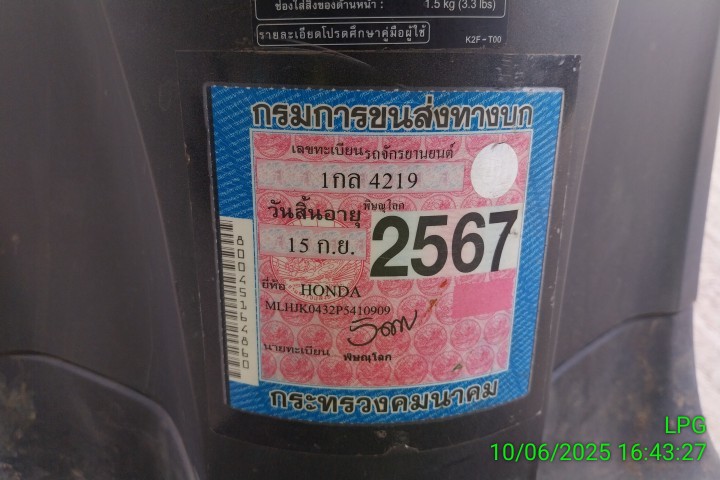 ช่องใส่สิ่งของด้านหน้า : 1.5 kg (3.3 lbs)
รายละเอียดโปรดศึกษาคู่มือผู้ใช้
K2F-T00
กรมการขนส่งทางบก
เลขทะเบียนรถจักรยานยนต์
1กล 4219
พิษณุโลก
วันสิ้นอายุ
15 ก.ย.
2567
ยี่ห้อ HONDA
MLHJK0432P5410909
นายทะเบียน พิษณุโลก
80045164860
กระทรวงคมนาคม
LPG
10/06/2025 16:43:27